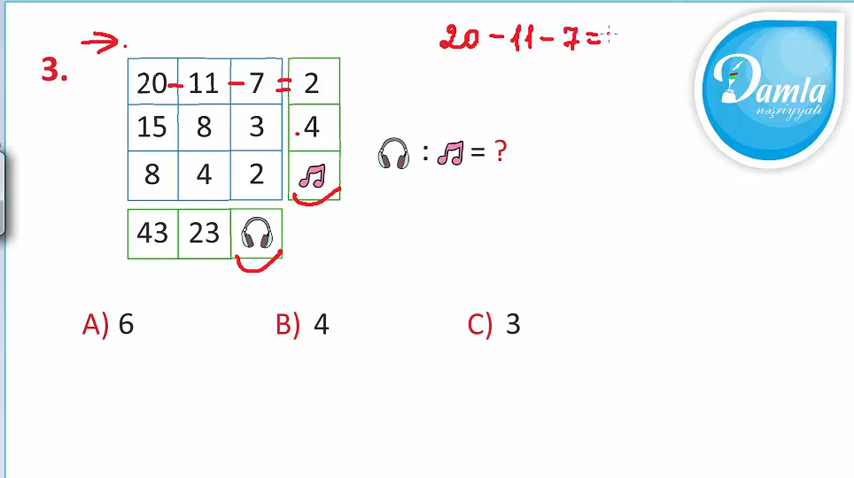 20 - 11 - 7 =
3.
20 - 11 - 7 = 2
15 8 3 4
8 4 2
43 23
: = ?
A) 6 B) 4 C) 3
Damla
nəşriyyatı